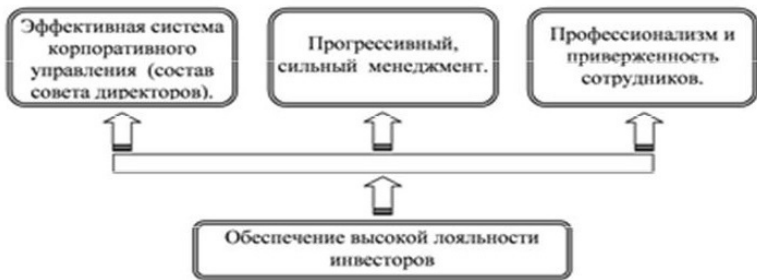 Эффективная система
корпоративного
управления (состав
совета директоров).
Прогрессивный,
сильный менеджмент.
Профессионализм и
приверженность
сотрудников.
Обеспечение высокой лояльности
инвесторов